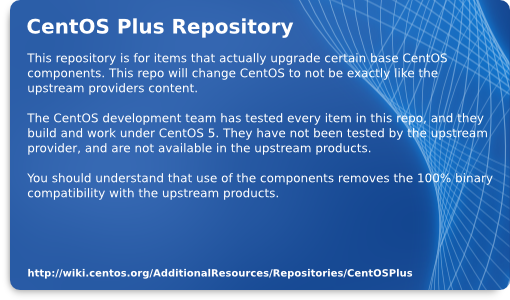 CentOS Plus Repository
This repository is for items that actually upgrade certain base CentOS
components. This repo will change CentOS to not be exactly like the
upstream providers content.
The CentOS development team has tested every item in this repo, and they
build and work under CentOS 5. They have not been tested by the upstream
provider, and are not available in the upstream products.
You should understand that use of the components removes the 100% binary
compatibility with the upstream products.
http://wiki.centos.org/AdditionalResources/Repositories/CentOSPlus